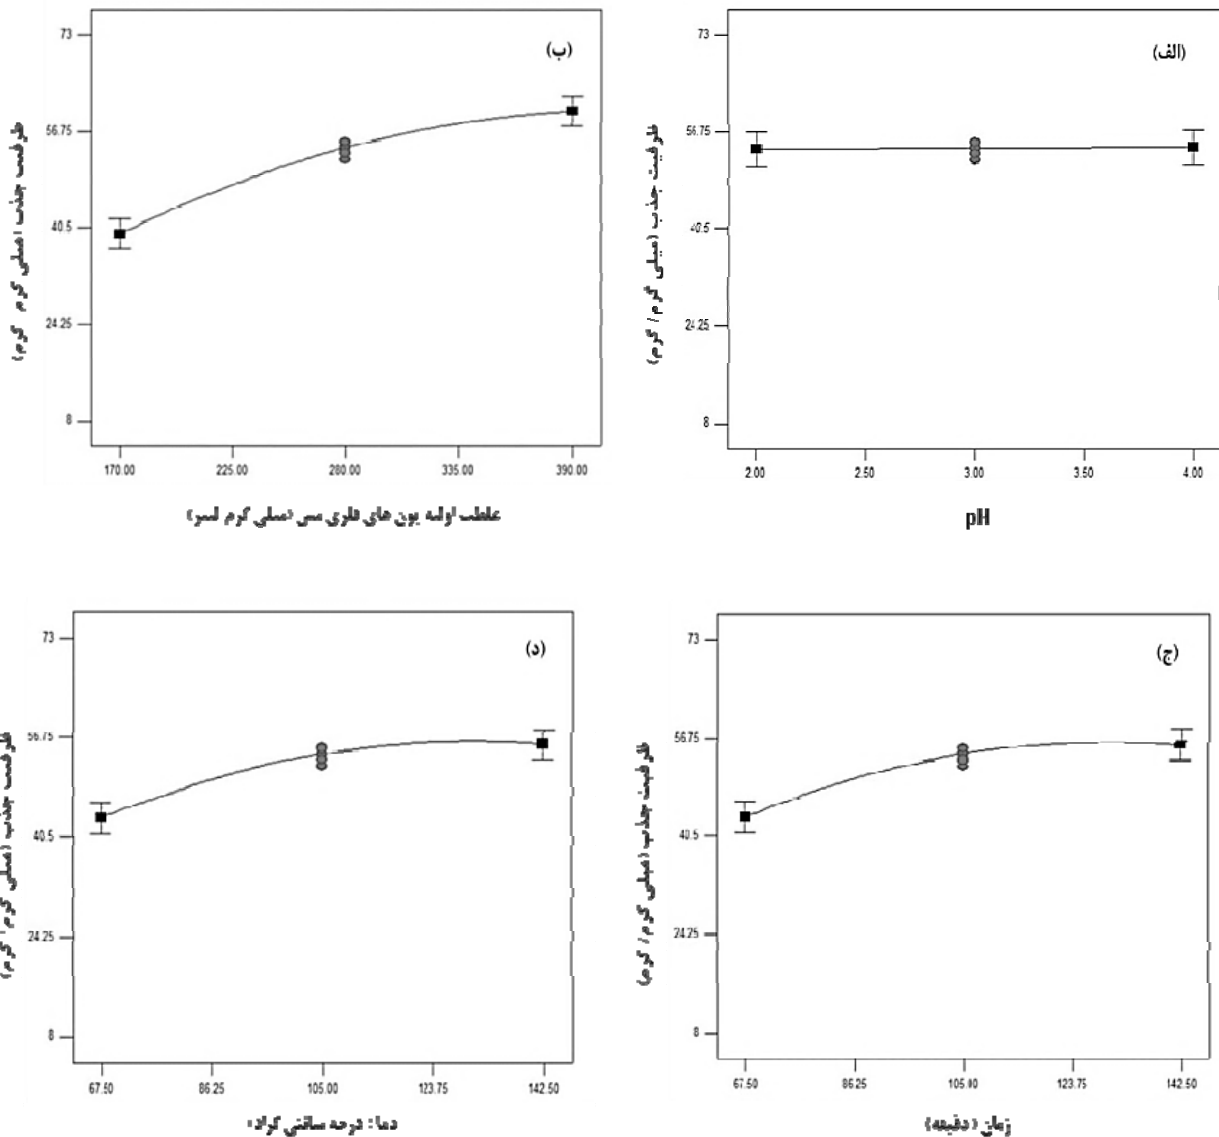 (الف)
73
56.75
40.5
24.25
8
ظرفیت جذب (میلی گرم/ گرم)
2.00 2.50 3.00 3.50 4.00
pH
(ب)
73
56.75
40.5
24.25
8
ظرفیت جذب (میلی گرم گرم)
170.00 225.00 280.00 335.00 390.00
غلظت اولیه یون های فلزی مس (میلی گرم لیتر)
(ج)
73
56.75
40.5
24.25
8
ظرفیت جذب (میلی گرم/ گرم)
67.50 86.25 105.00 123.75 142.50
زمان (دقیقه)
(د)
73
56.75
40.5
24.25
8
ظرفیت جذب (میلی گرم/ گرم)
67.50 86.25 105.00 123.75 142.50
دما: درجه سانتی گراد